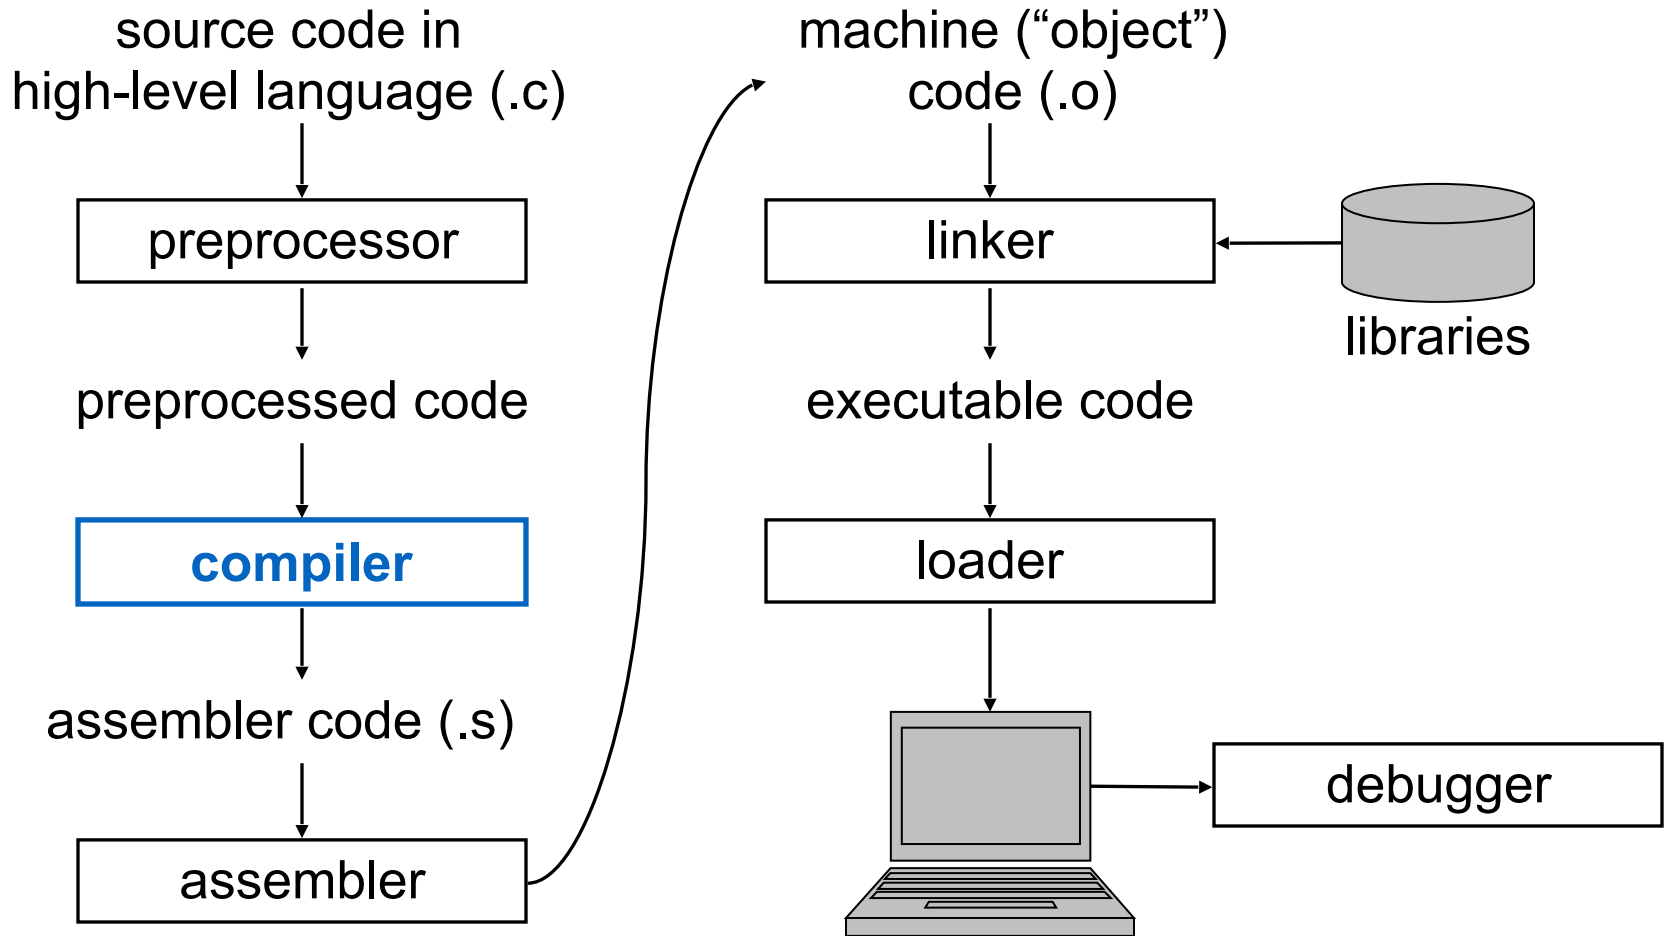 source code in
high-level language (.c)
preprocessor
preprocessed code
compiler
assembler code (.s)
assembler
machine (“object”)
code (.o)
linker
libraries
executable code
loader
debugger